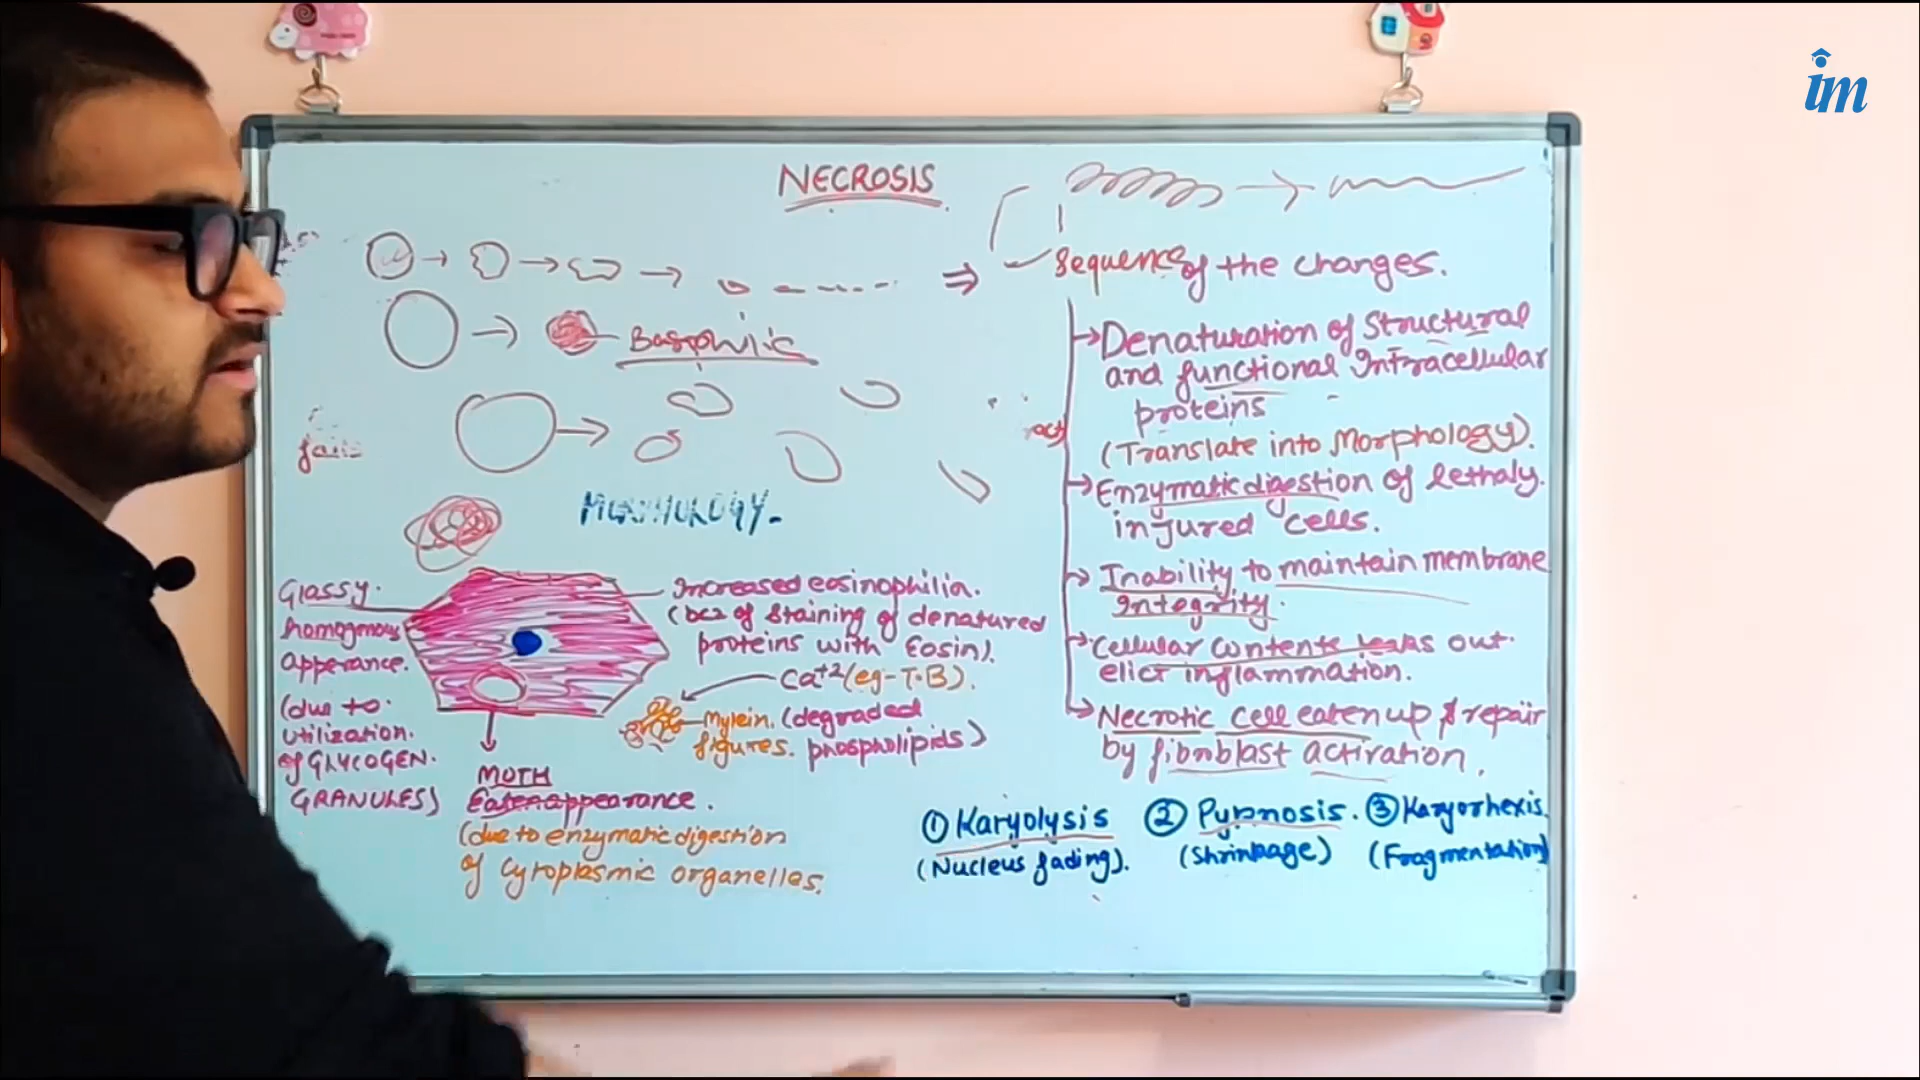 im
NECROSIS
Sequence of the changes.
Basophilic
→ Denaturation of Structural
and functional Intracellular
proteins
(Translate into Morphology).
→ Enzymatic digestion of lethaly
injured cells.
→ Inability to maintain membrane
integrity.
→ Cellular contents leaks out
elict inflammation.
→ Necrotic cell eaten up & repair
by fibroblast activation.
MORPHOLOGY-
Glassy.
homogenous
apperance.
(due to
utilization.
of GLYCOGEN.
GRANULES)
Increased eosinophilia.
(bcz of staining of denatured
proteins with Eosin).
Ca+2 (eg-T.B).
Mylein. (degraded
figures. phospholipids)
MOTH
Eaten appearance.
(due to enzymatic digestion
of cytoplasmic organelles.
① Karyolysis
(Nucleus fading).
② Pyknosis.
(Shrinkage)
③ Karyorhexis.
(Fragmentation)